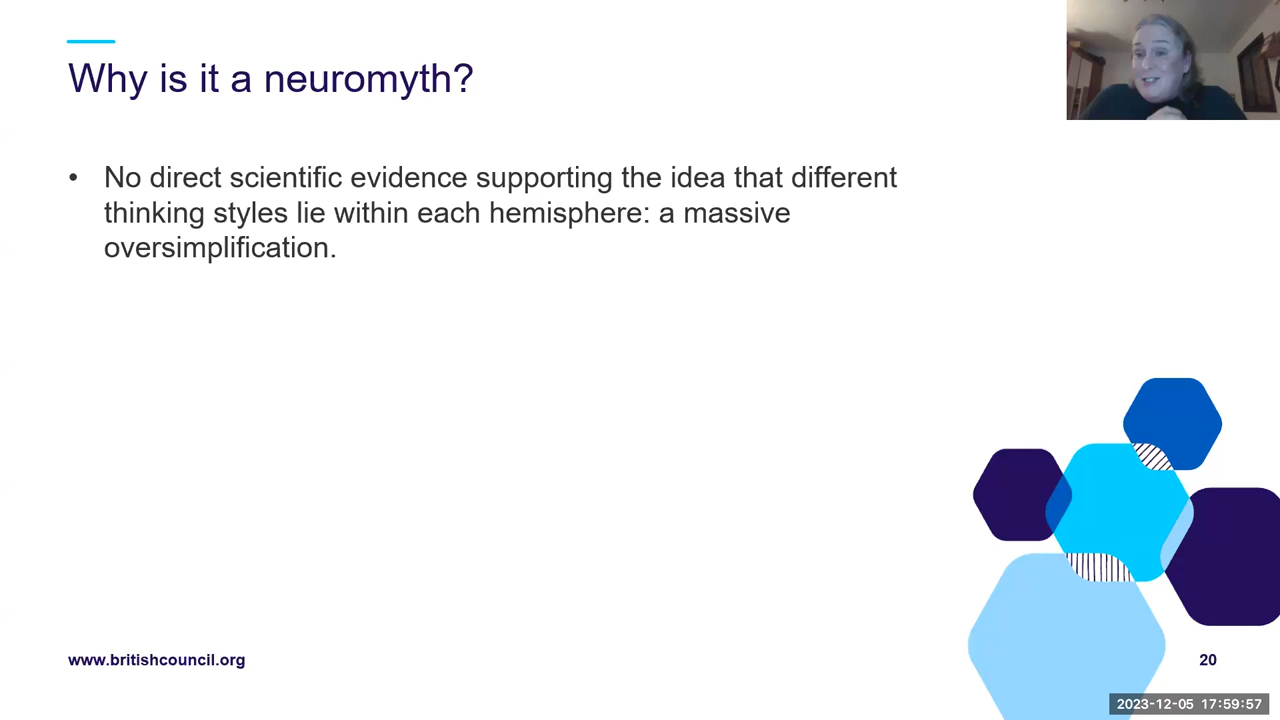 Why is it a neuromyth?
• No direct scientific evidence supporting the idea that different
thinking styles lie within each hemisphere: a massive
oversimplification.
www.britishcouncil.org
20
2023-12-05 17:59:57